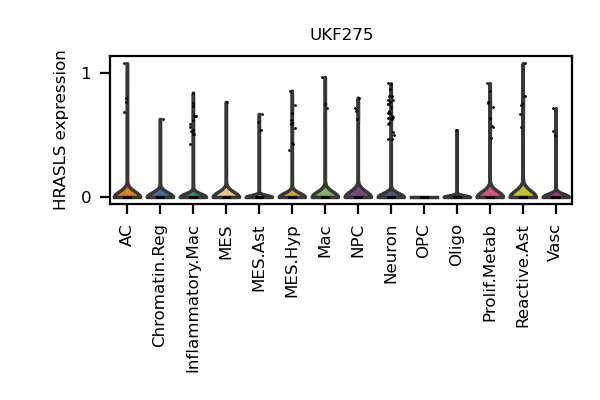 UKF275
HRASLS expression
1
0
AC
Chromatin.Reg
Inflammatory.Mac
MES
MES.Ast
MES.Hyp
Mac
NPC
Neuron
OPC
Oligo
Prolif.Metab
Reactive.Ast
Vasc